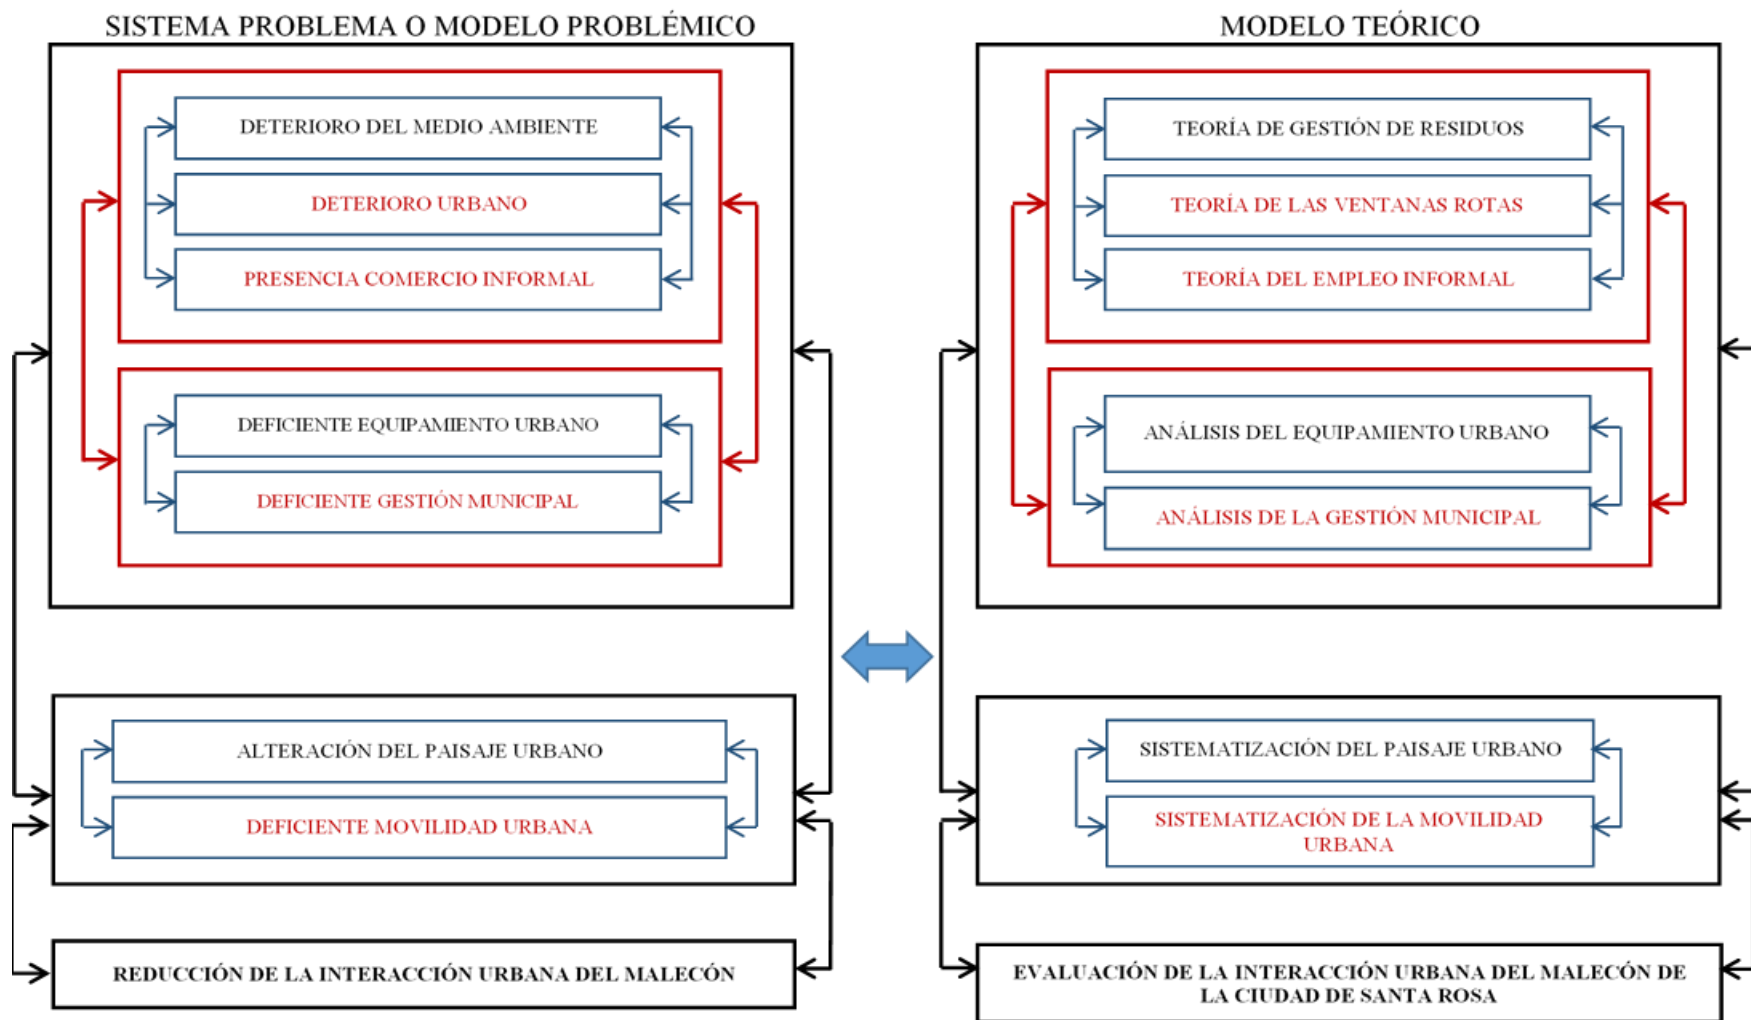 SISTEMA PROBLEMA O MODELO PROBLÉMICO
DETERIORO DEL MEDIO AMBIENTE
DETERIORO URBANO
PRESENCIA COMERCIO INFORMAL
DEFICIENTE EQUIPAMIENTO URBANO
DEFICIENTE GESTIÓN MUNICIPAL
ALTERACIÓN DEL PAISAJE URBANO
DEFICIENTE MOVILIDAD URBANA
REDUCCIÓN DE LA INTERACCIÓN URBANA DEL MALECÓN
MODELO TEÓRICO
TEORÍA DE GESTIÓN DE RESIDUOS
TEORÍA DE LAS VENTANAS ROTAS
TEORÍA DEL EMPLEO INFORMAL
ANÁLISIS DEL EQUIPAMIENTO URBANO
ANÁLISIS DE LA GESTIÓN MUNICIPAL
SISTEMATIZACIÓN DEL PAISAJE URBANO
SISTEMATIZACIÓN DE LA MOVILIDAD
URBANA
EVALUACIÓN DE LA INTERACCIÓN URBANA DEL MALECÓN DE
LA CIUDAD DE SANTA ROSA